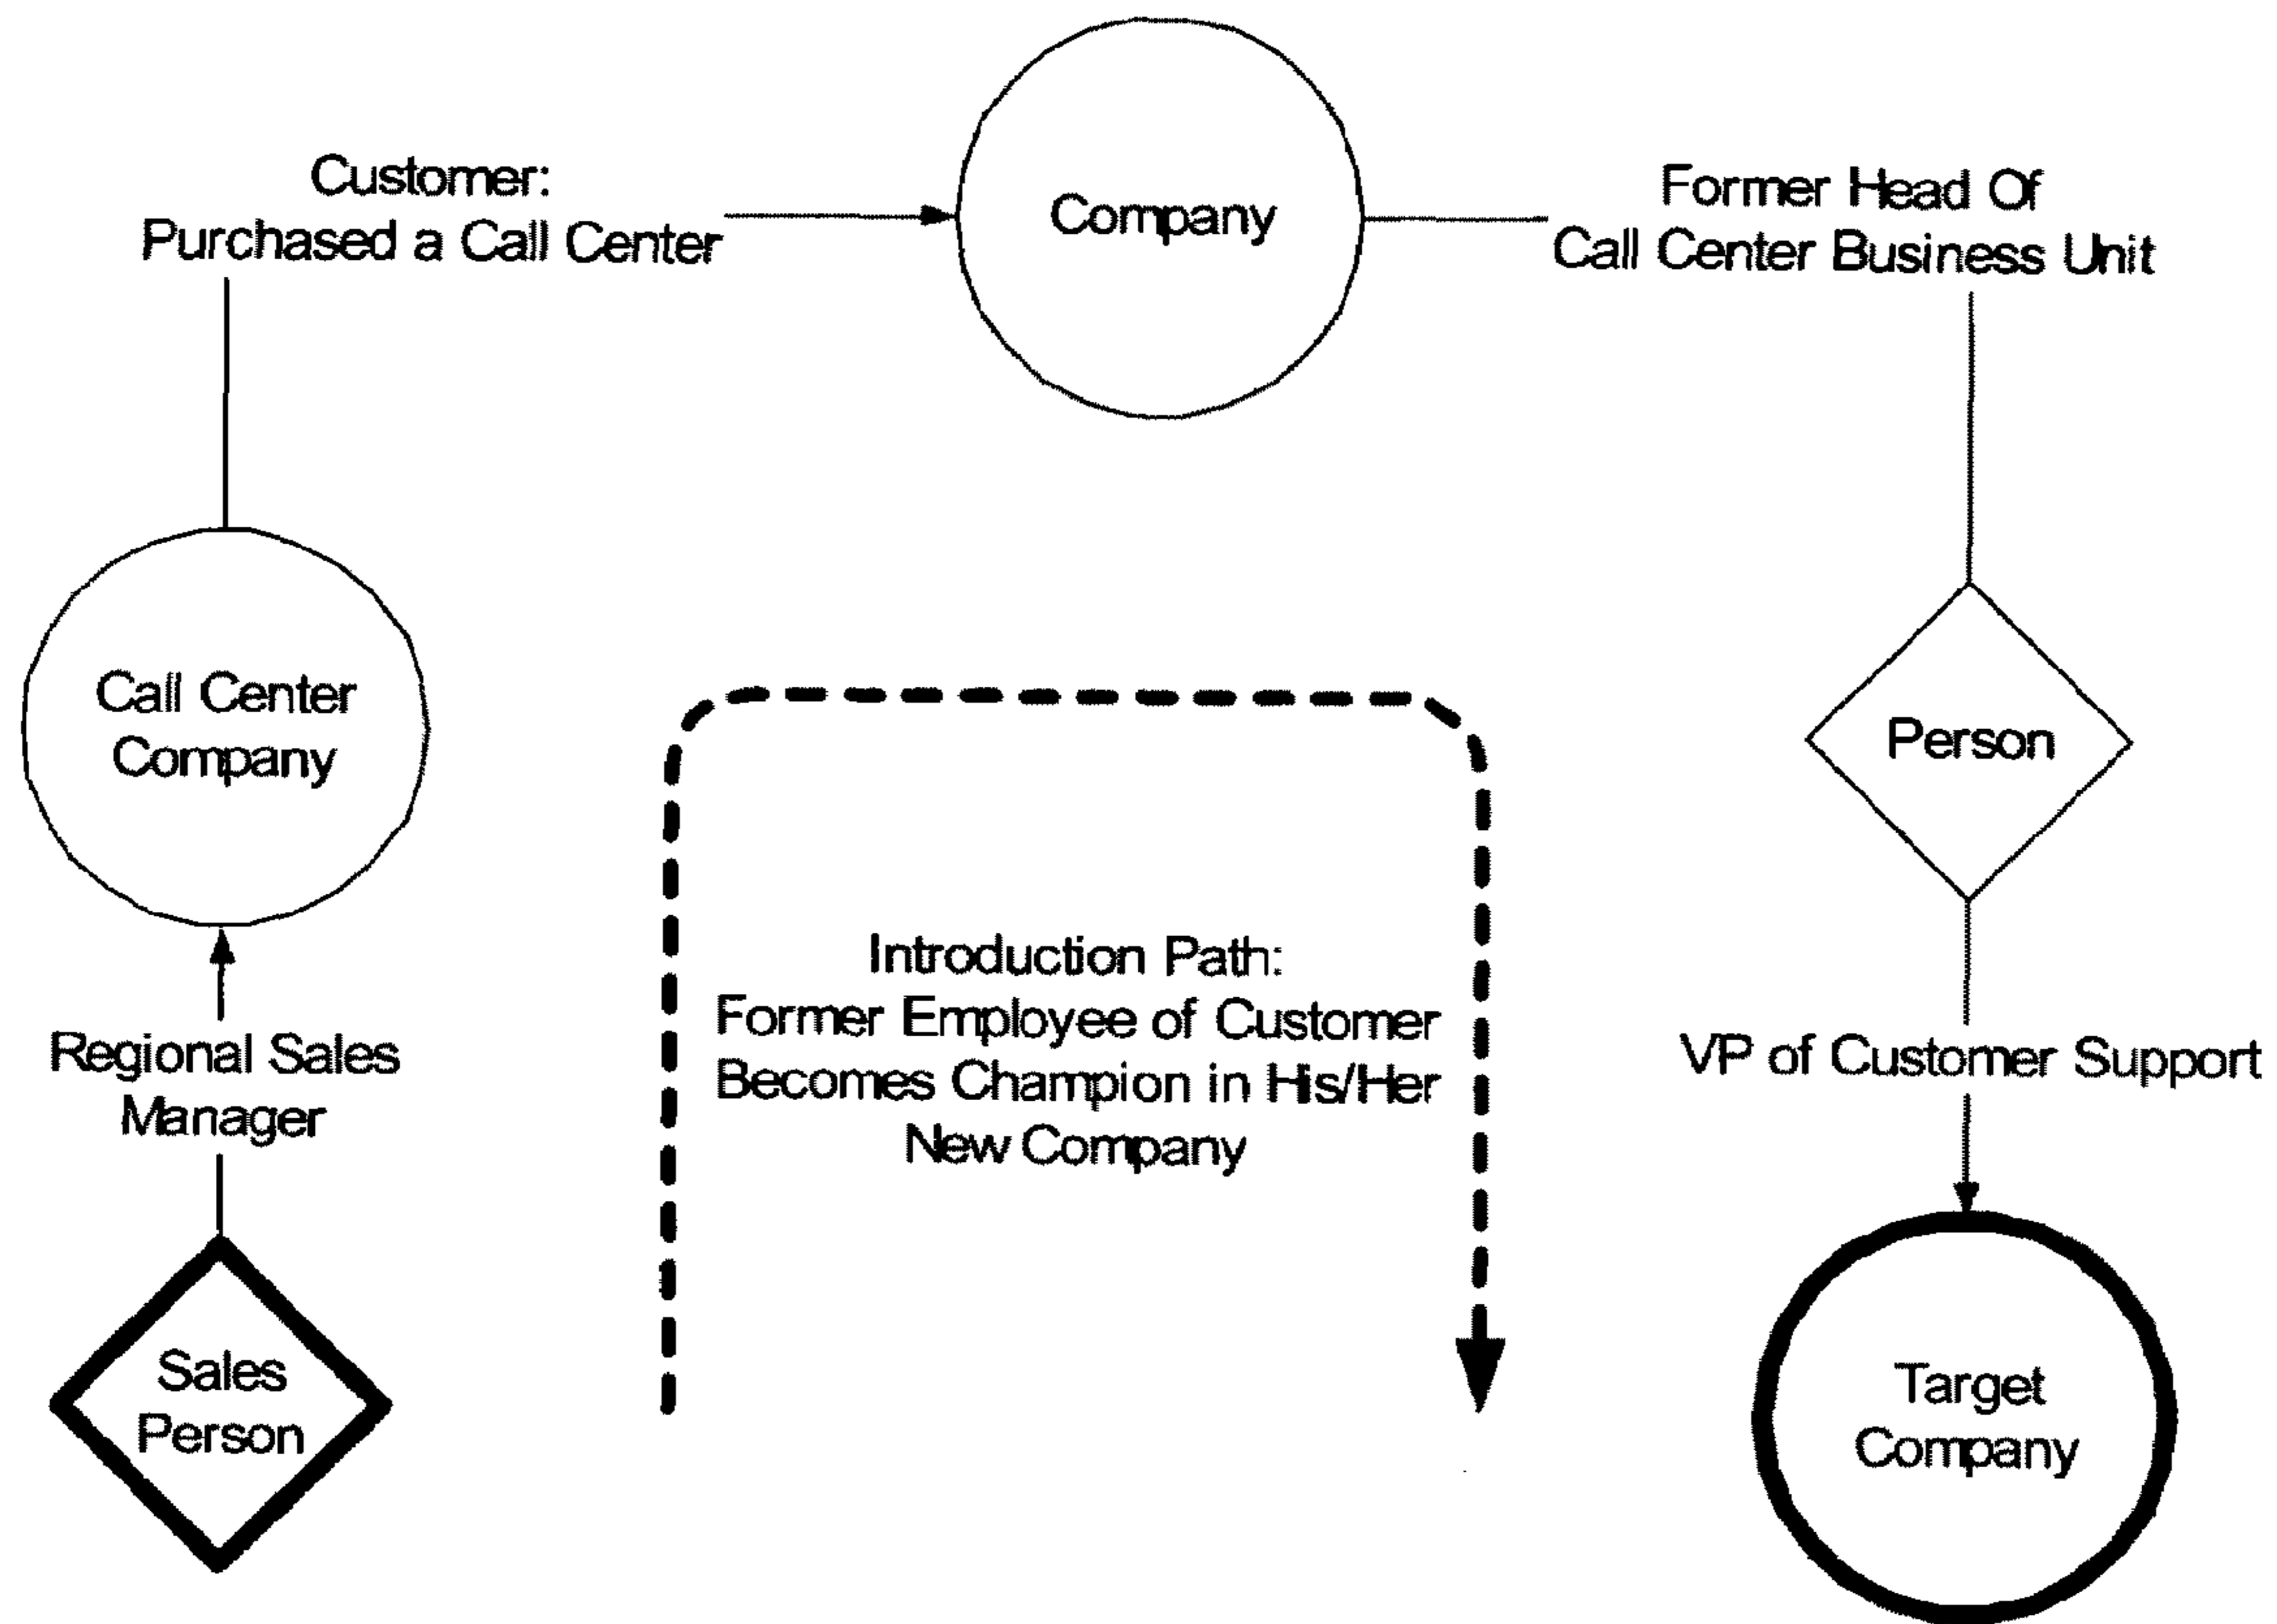 Customer:
Purchased a Call Center
Company
Former Head Of
Call Center Business Unit
Call Center
Company
Person
Introduction Path:
Former Employee of Customer
Becomes Champion in His/Her
New Company
Regional Sales
Manager
VP of Customer Support
Sales
Person
Target
Company